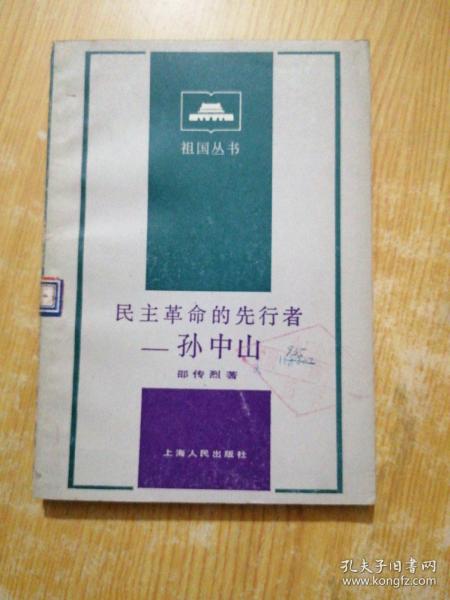 祖国丛书
民主革命的先行者
—孙中山
邵传烈著
上海人民出版社
孔夫子旧书网
www.kongfz.com